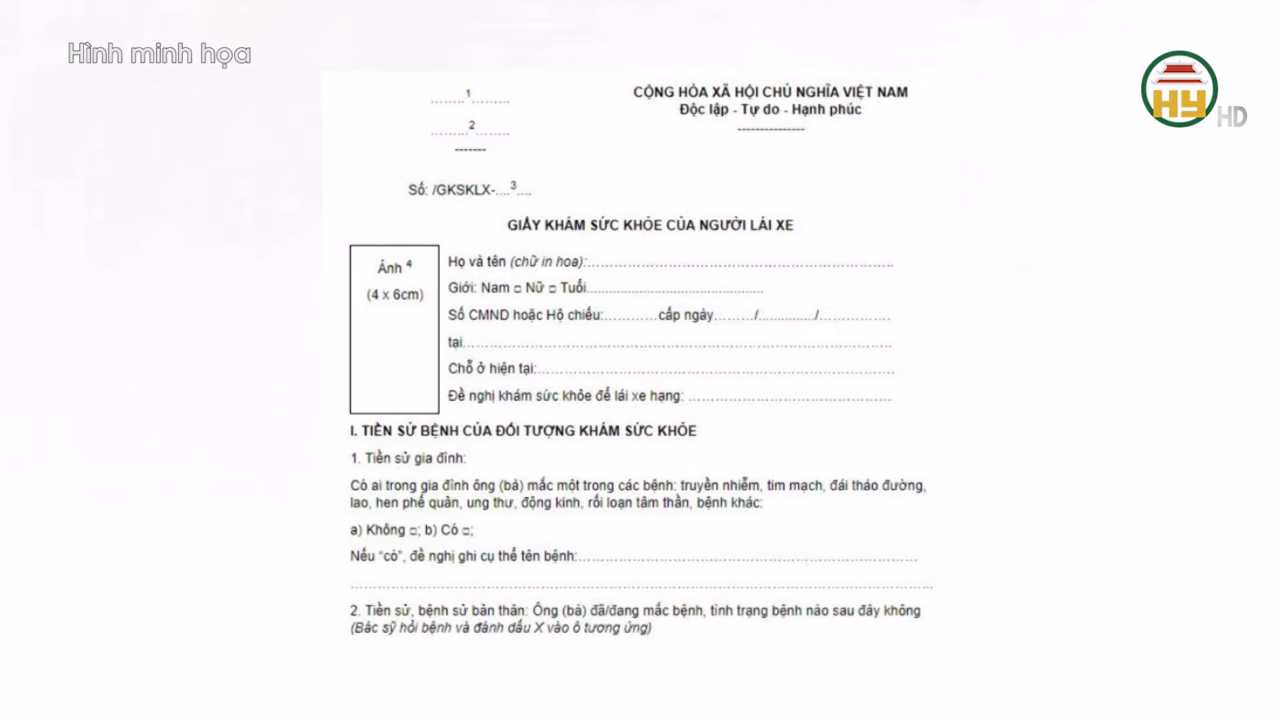 Hình minh họa
HY HD
........1.........
.........2........
-------
CỘNG HÒA XÃ HỘI CHỦ NGHĨA VIỆT NAM
Độc lập - Tự do - Hạnh phúc
---------------
Số: /GKSKLX-....3....
GIẤY KHÁM SỨC KHỎE CỦA NGƯỜI LÁI XE
Ảnh 4
(4 x 6cm)
Họ và tên (chữ in hoa):..............................................................................
Giới: Nam □ Nữ □ Tuổi..............................................
Số CMND hoặc Hộ chiếu:..............cấp ngày........../.............../..................
tại.............................................................................................................
Chỗ ở hiện tại:...........................................................................................
Đề nghị khám sức khỏe để lái xe hạng: ....................................................
I. TIỀN SỬ BỆNH CỦA ĐỐI TƯỢNG KHÁM SỨC KHỎE
1. Tiền sử gia đình:
Có ai trong gia đình ông (bà) mắc một trong các bệnh: truyền nhiễm, tim mạch, đái tháo đường,
lao, hen phế quản, ung thư, động kinh, rối loạn tâm thần, bệnh khác:
a) Không □; b) Có □;
Nếu “có”, đề nghị ghi cụ thể tên bệnh:......................................................................................
....................................................................................................................................................
2. Tiền sử, bệnh sử bản thân: Ông (bà) đã/đang mắc bệnh, tình trạng bệnh nào sau đây không
(Bác sỹ hỏi bệnh và đánh dấu X vào ô tương ứng)